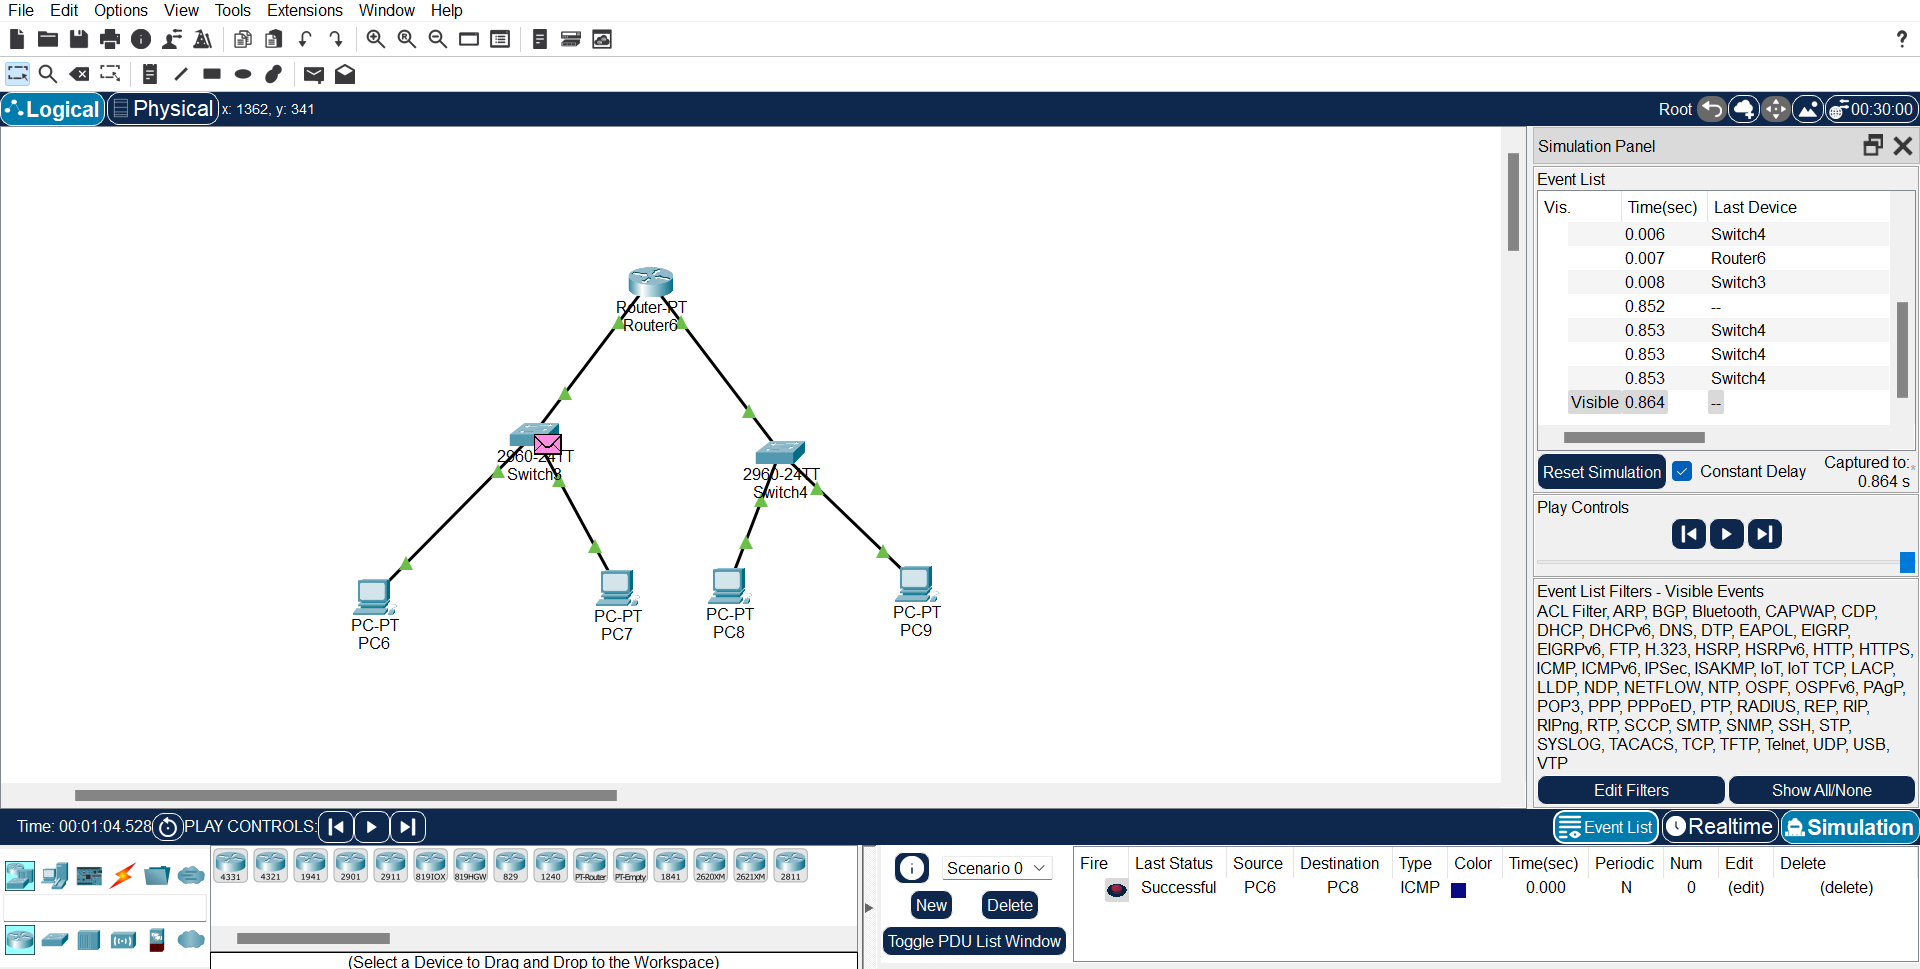 File Edit Options View Tools Extensions Window Help
?
Logical Physical x: 1362, y: 341
Root 00:30:00
Router-PT
Router6
2960-24TT
Switch3
2960-24TT
Switch4
PC-PT
PC6
PC-PT
PC7
PC-PT
PC8
PC-PT
PC9
Simulation Panel
Event List
Vis. Time(sec) Last Device
0.006 Switch4
0.007 Router6
0.008 Switch3
0.852 --
0.853 Switch4
0.853 Switch4
0.853 Switch4
Visible 0.864 --
Reset Simulation Constant Delay Captured to:
0.864 s
Play Controls
Event List Filters - Visible Events
ACL Filter, ARP, BGP, Bluetooth, CAPWAP, CDP,
DHCP, DHCPv6, DNS, DTP, EAPOL, EIGRP,
EIGRPv6, FTP, H.323, HSRP, HSRPv6, HTTP, HTTPS,
ICMP, ICMPv6, IPSec, ISAKMP, IoT, IoT TCP, LACP,
LLDP, NDP, NETFLOW, NTP, OSPF, OSPFv6, PAgP,
POP3, PPP, PPPoED, PTP, RADIUS, REP, RIP,
RIPng, RTP, SCCP, SMTP, SNMP, SSH, STP,
SYSLOG, TACACS, TCP, TFTP, Telnet, UDP, USB,
VTP
Edit Filters Show All/None
Time: 00:01:04.528 PLAY CONTROLS:
Event List Realtime Simulation
4331 4321 1941 2901 2911 819IOX 819HGW 829 1240 PT-Router PT-Empty 1841 2620XM 2621XM 2811
(Select a Device to Drag and Drop to the Workspace)
Scenario 0
New Delete
Toggle PDU List Window
Fire Last Status Source Destination Type Color Time(sec) Periodic Num Edit Delete
Successful PC6 PC8 ICMP 0.000 N 0 (edit) (delete)